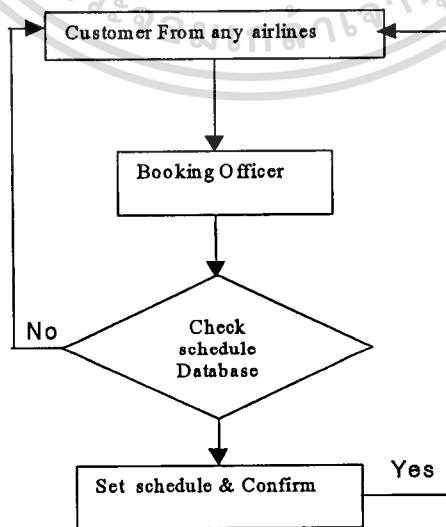 Customer From any airlines
Booking Officer
No
Check
schedule
Database
Yes
Set schedule & Confirm